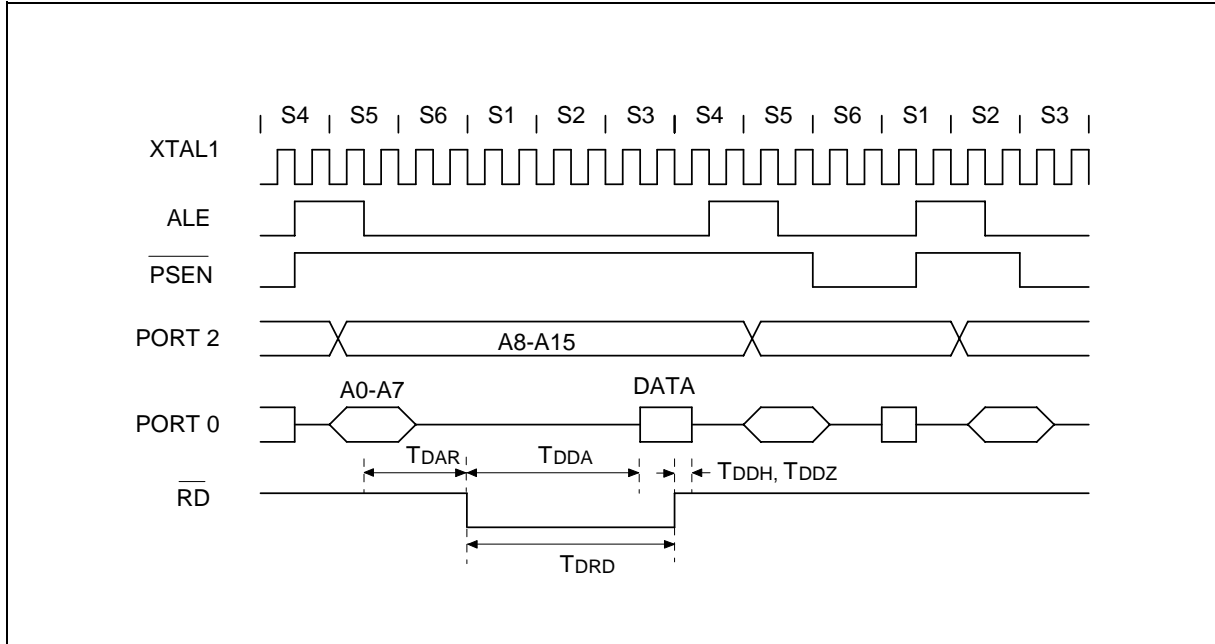 S4 S5 S6 S1 S2 S3 S4 S5 S6 S1 S2 S3
XTAL1
ALE
PSEN
PORT 2
A8-A15
A0-A7
DATA
PORT 0
TDAR
TDDA
TDDH, TDDZ
RD
TDRD